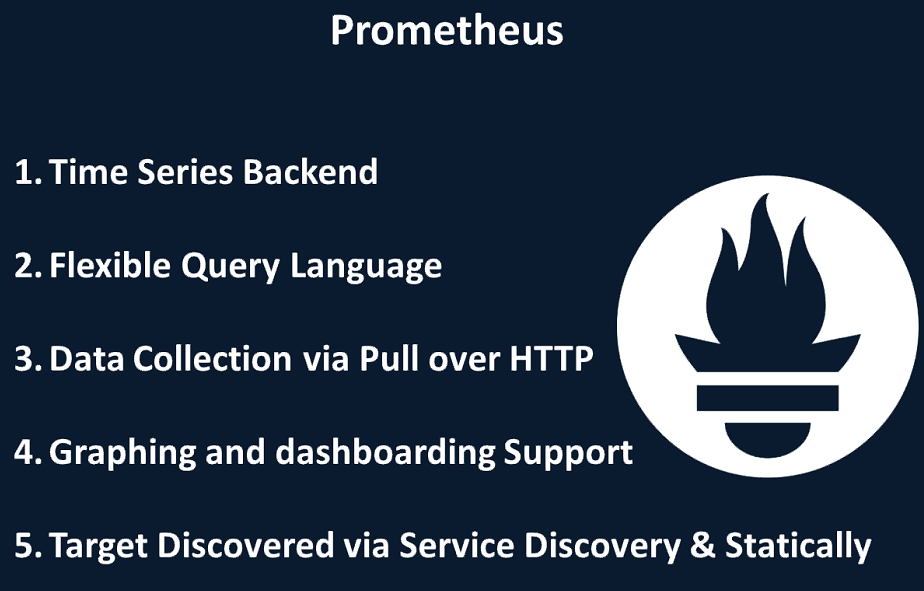 Prometheus
1. Time Series Backend
2. Flexible Query Language
3. Data Collection via Pull over HTTP
4. Graphing and dashboarding Support
5. Target Discovered via Service Discovery & Statically